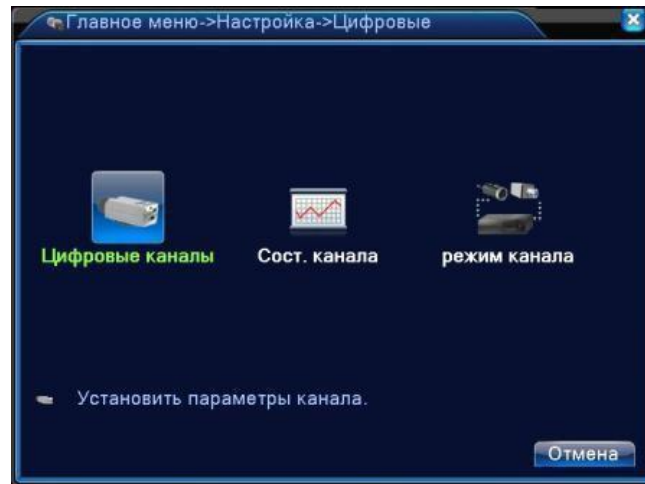 Главное меню->Настройка->Цифровые
Цифровые каналы
Сост. канала
режим канала
Установить параметры канала.
Отмена